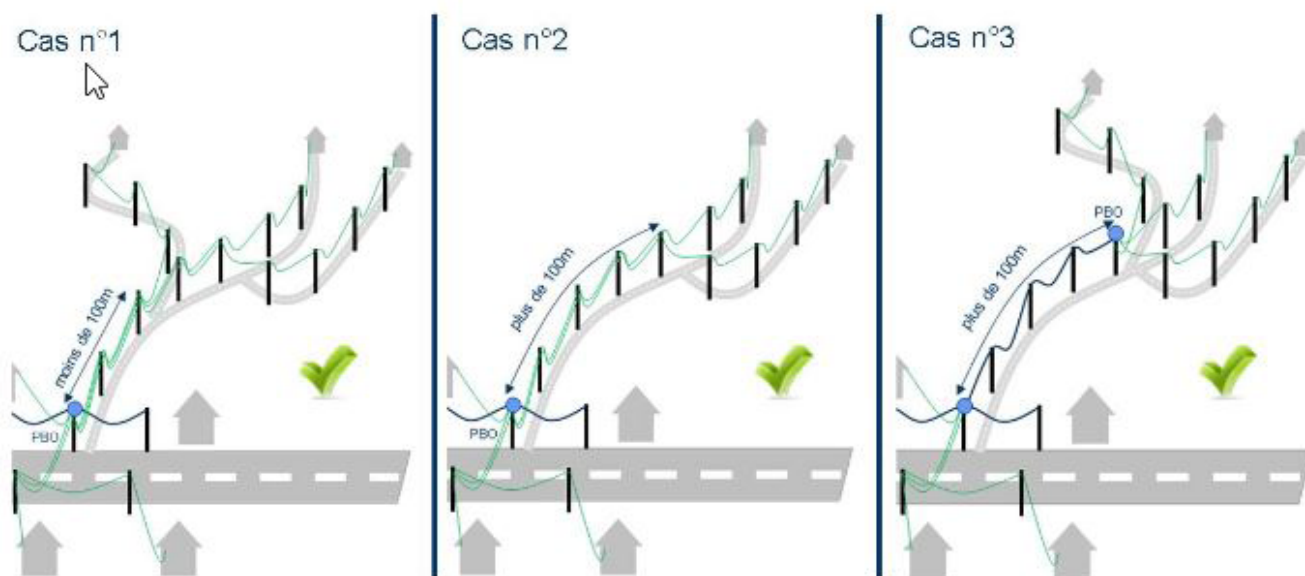 Cas n°1
moins de 100m
PBO
Cas n°2
plus de 100m
PBO
Cas n°3
PBO
plus de 100m